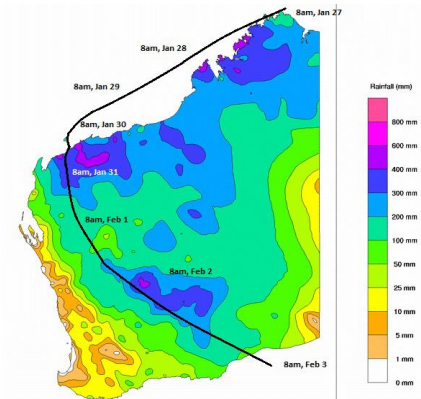 8am, Jan 27
8am, Jan 28
8am, Jan 29
8am, Jan 30
8am, Jan 31
8am, Feb 1
8am, Feb 2
8am, Feb 3
Rainfall (mm)
800 mm
600 mm
400 mm
300 mm
200 mm
100 mm
50 mm
25 mm
10 mm
5 mm
1 mm
0 mm